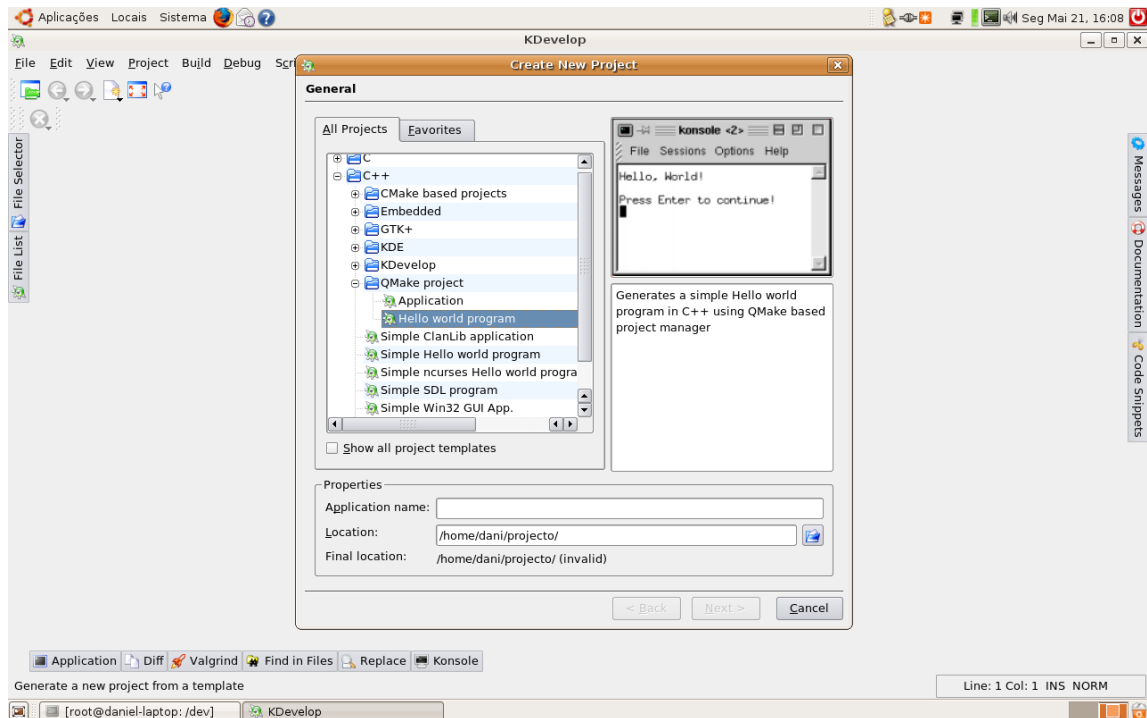 Aplicações Locais Sistema Seg Mai 21, 16:08
KDevelop
File Edit View Project Build Debug Scri
Create New Project
General
All Projects Favorites
C
C++
CMake based projects
Embedded
GTK+
KDE
KDevelop
QMake project
Application
Hello world program
Simple ClanLib application
Simple Hello world program
Simple ncurses Hello world progra
Simple SDL program
Simple Win32 GUI App.
Show all project templates
konsole <2>
File Sessions Options Help
Hello, World!
Press Enter to continue!
Generates a simple Hello world
program in C++ using QMake based
project manager
Properties
Application name:
Location: /home/dani/projecto/
Final location: /home/dani/projecto/ (invalid)
< Back Next > Cancel
File Selector
File List
Messages
Documentation
Code Snippets
Application Diff Valgrind Find in Files Replace Konsole
Generate a new project from a template Line: 1 Col: 1 INS NORM
[root@daniel-laptop: /dev] KDevelop